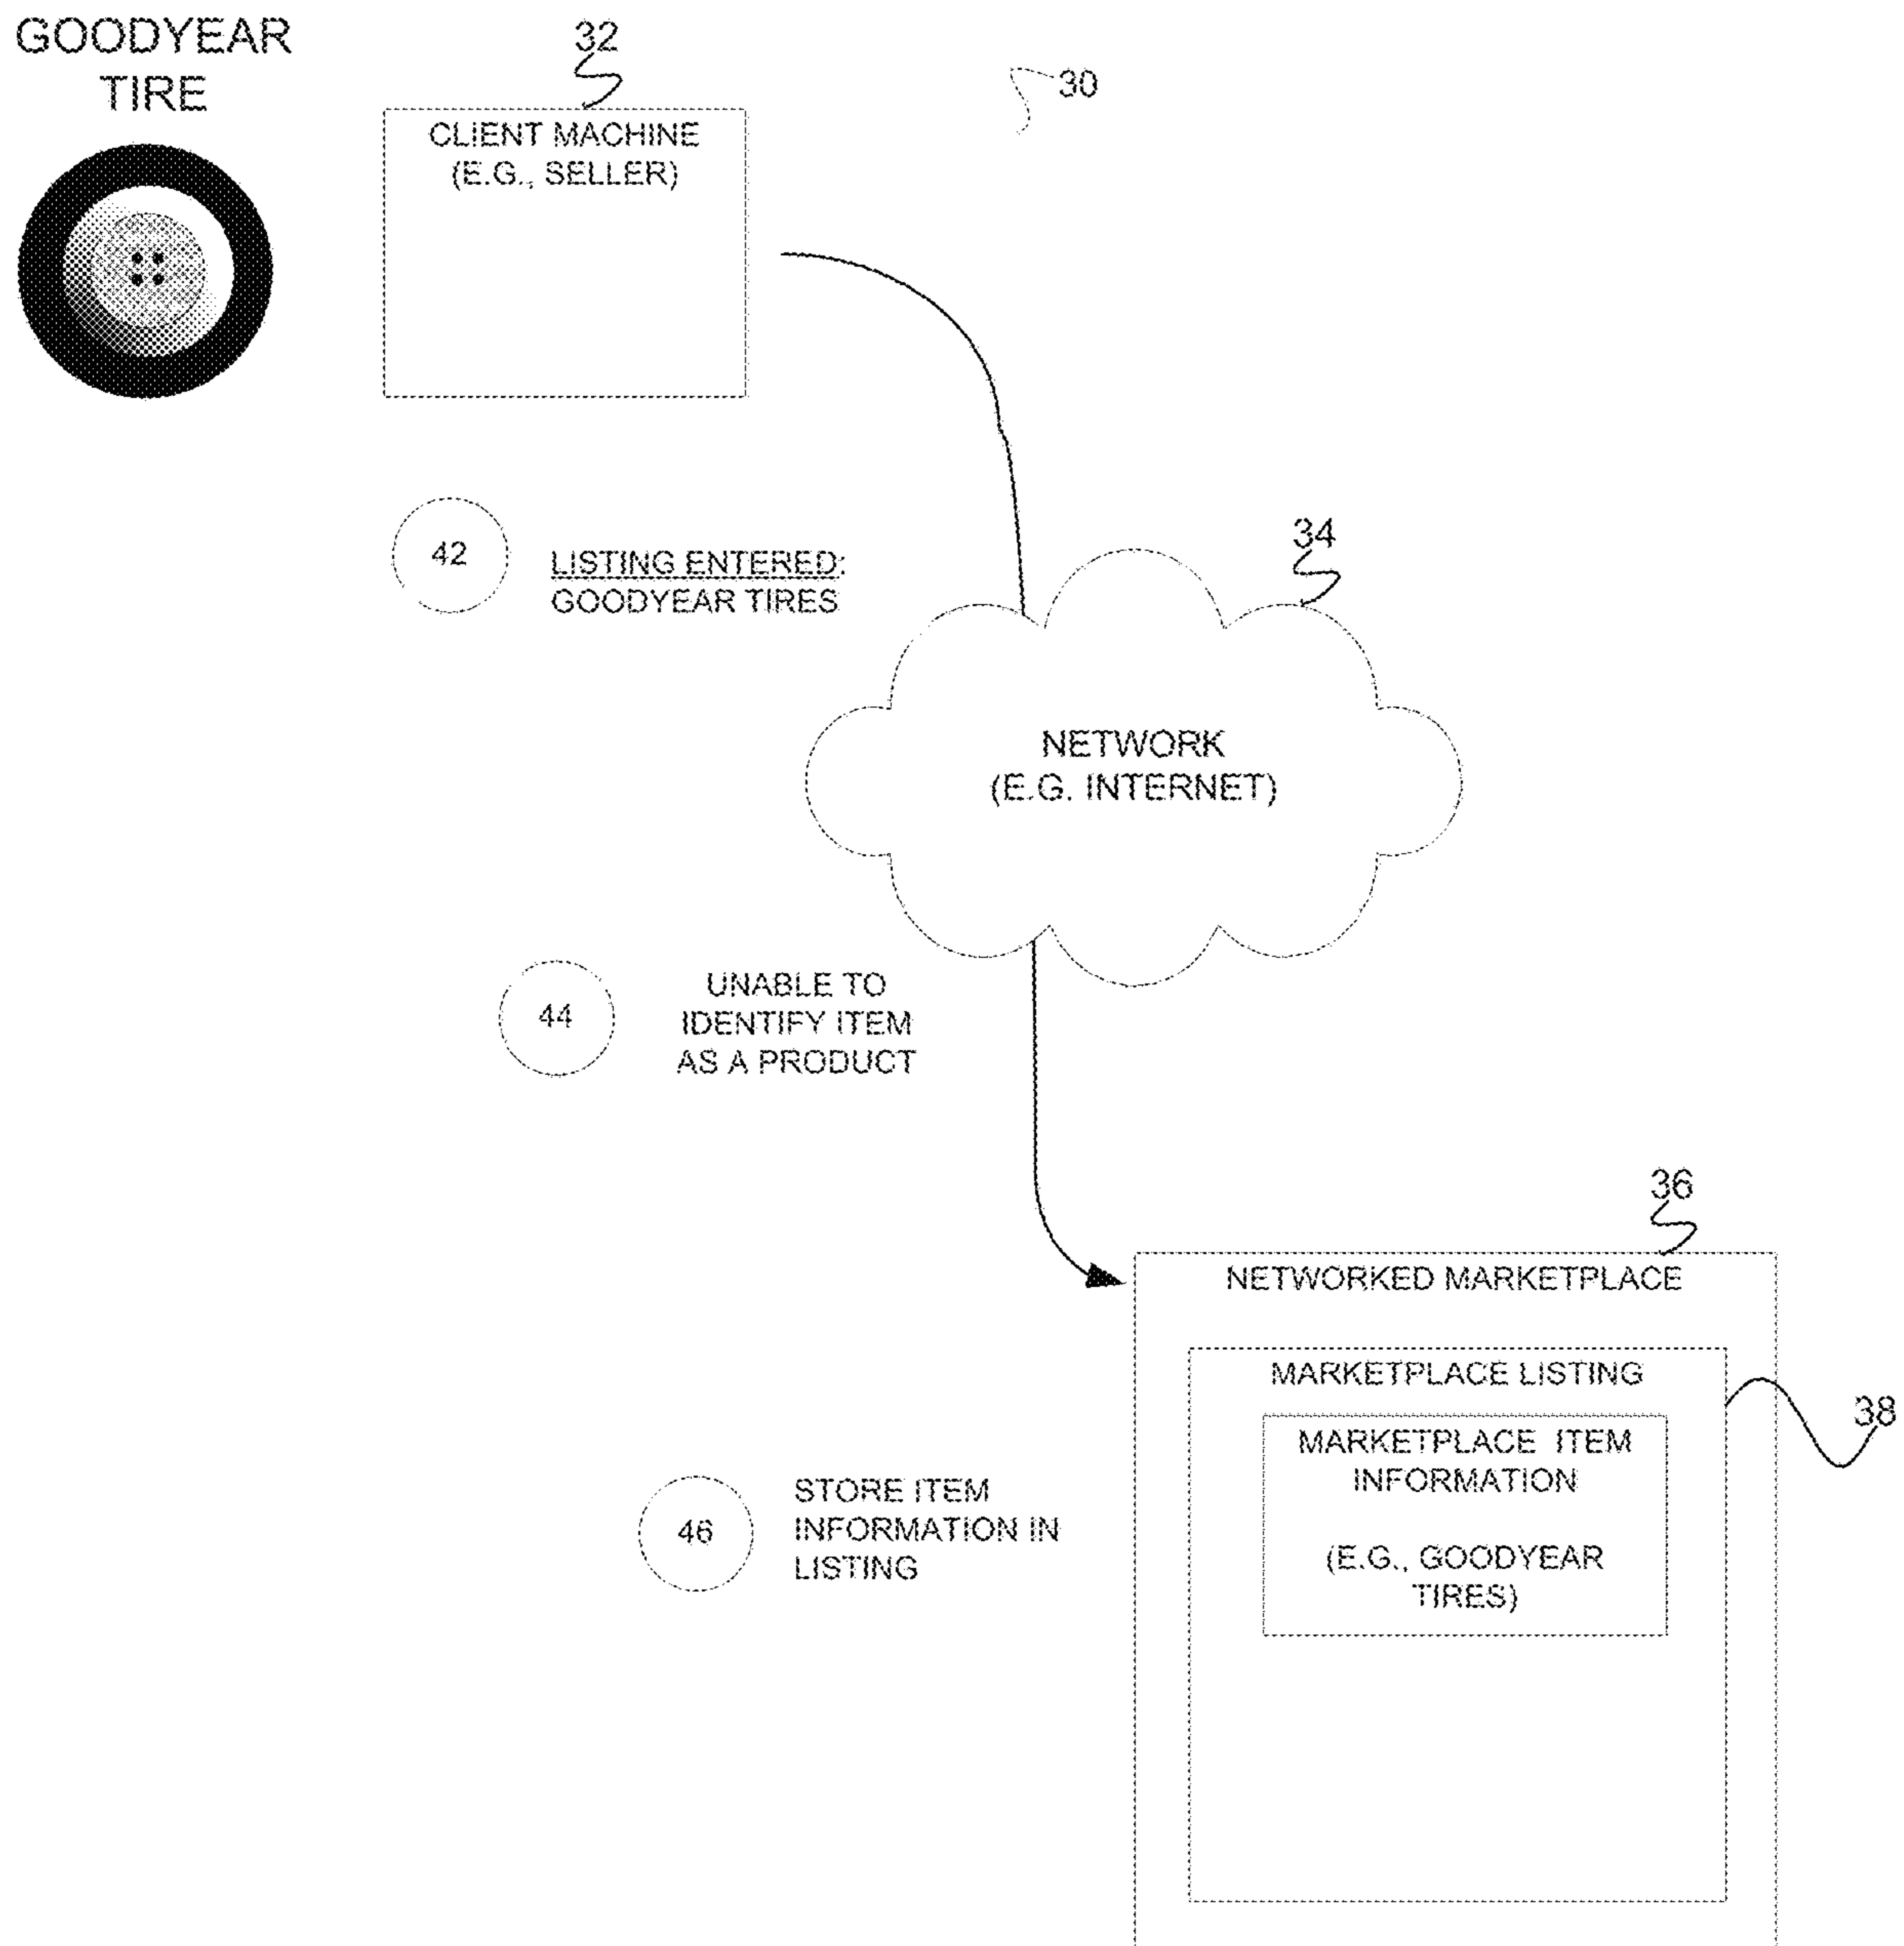 GOODYEAR
TIRE
32
30
CLIENT MACHINE
(E.G., SELLER)
42
LISTING ENTERED:
GOODYEAR TIRES
34
NETWORK
(E.G. INTERNET)
44
UNABLE TO
IDENTIFY ITEM
AS A PRODUCT
36
NETWORKED MARKETPLACE
MARKETPLACE LISTING
38
MARKETPLACE ITEM
INFORMATION
(E.G., GOODYEAR
TIRES)
46
STORE ITEM
INFORMATION IN
LISTING